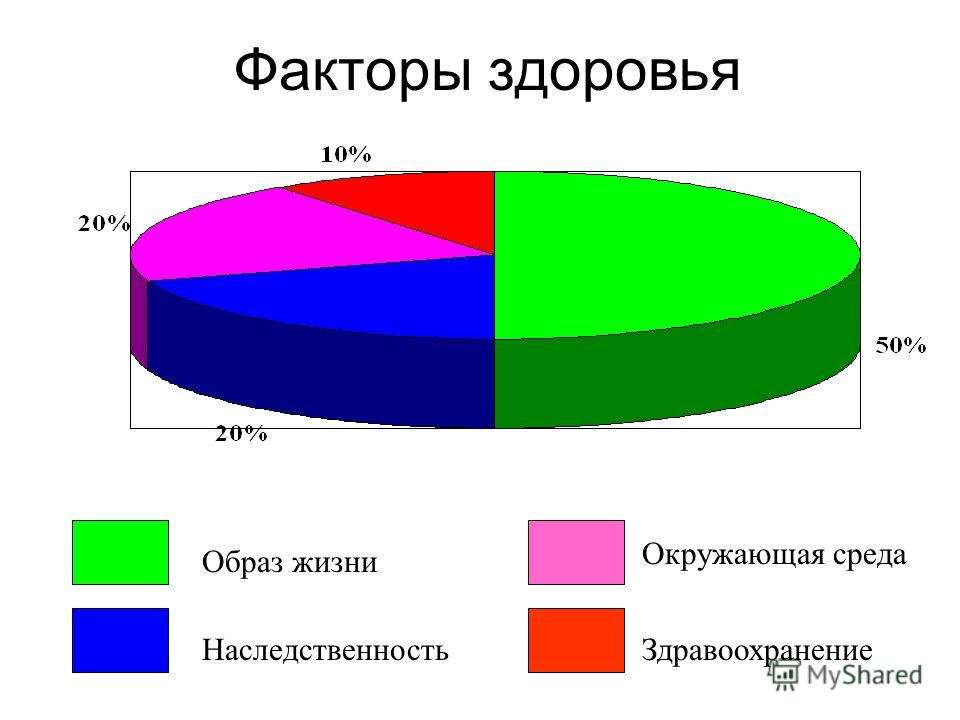 Факторы здоровья
10%
20%
50%
20%
Образ жизни
Окружающая среда
Наследственность
Здравоохранение
MyShared